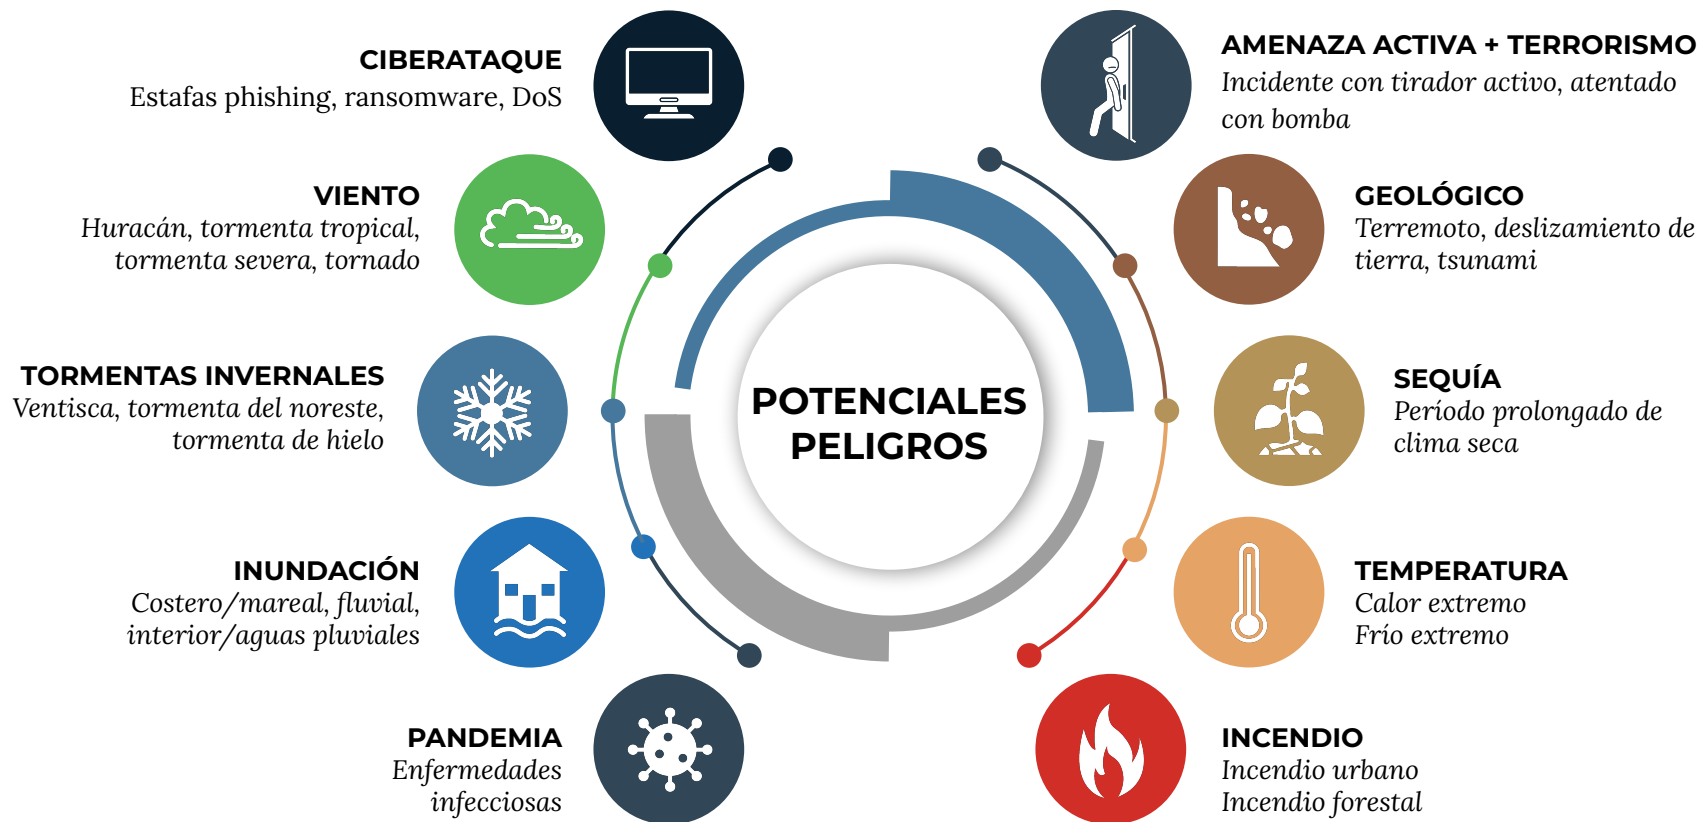 CIBERATAQUE
Estafas phishing, ransomware, DoS
VIENTO
Huracán, tormenta tropical,
tormenta severa, tornado
TORMENTAS INVERNALES
Ventisca, tormenta del noreste,
tormenta de hielo
INUNDACIÓN
Costero/mareal, fluvial,
interior/aguas pluviales
PANDEMIA
Enfermedades
infecciosas
POTENCIALES
PELIGROS
AMENAZA ACTIVA + TERRORISMO
Incidente con tirador activo, atentado
con bomba
GEOLÓGICO
Terremoto, deslizamiento de
tierra, tsunami
SEQUÍA
Período prolongado de
clima seca
TEMPERATURA
Calor extremo
Frío extremo
INCENDIO
Incendio urbano
Incendio forestal